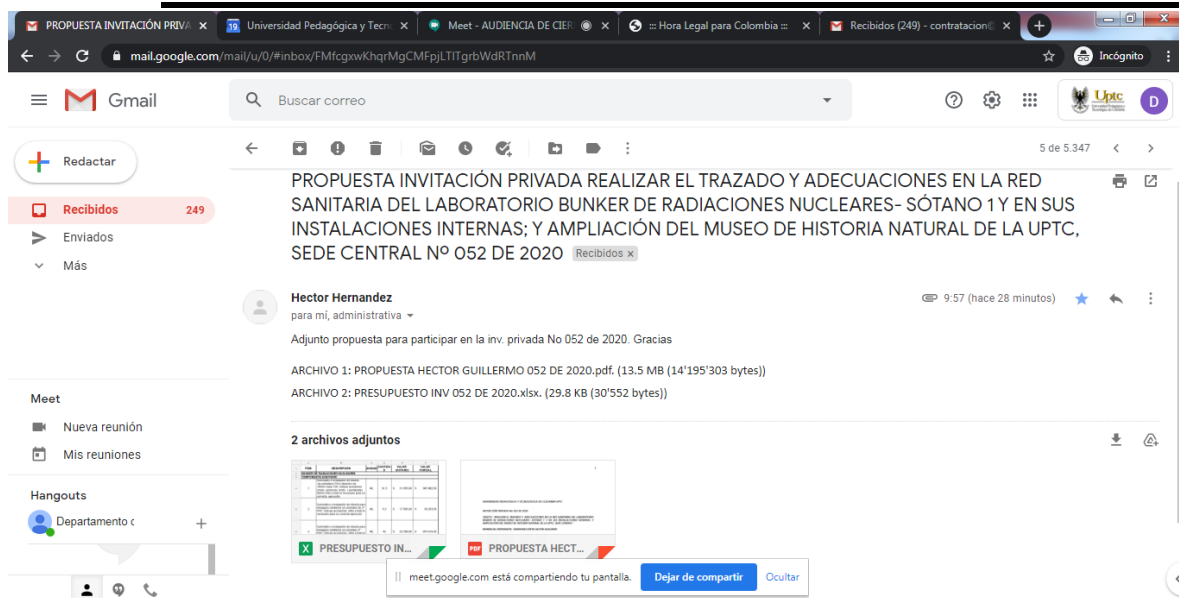 PROPUESTA INVITACIÓN PRIVA
Universidad Pedagógica y Tecn
Meet - AUDIENCIA DE CIER
::: Hora Legal para Colombia :::
Recibidos (249) - contratacion
mail.google.com/mail/u/0/#inbox/FMfcgxwKhqrMgCMFpjLTlTgrbWdRTnnM
Incógnito
Gmail
Buscar correo
Uptc
D
Redactar
5 de 5.347
Recibidos 249
Enviados
Más
PROPUESTA INVITACIÓN PRIVADA REALIZAR EL TRAZADO Y ADECUACIONES EN LA RED
SANITARIA DEL LABORATORIO BUNKER DE RADIACIONES NUCLEARES- SÓTANO 1 Y EN SUS
INSTALACIONES INTERNAS; Y AMPLIACIÓN DEL MUSEO DE HISTORIA NATURAL DE LA UPTC,
SEDE CENTRAL Nº 052 DE 2020 Recibidos x
Hector Hernandez
9:57 (hace 28 minutos)
para mí, administrativa
Adjunto propuesta para participar en la inv. privada No 052 de 2020. Gracias
ARCHIVO 1: PROPUESTA HECTOR GUILLERMO 052 DE 2020.pdf. (13.5 MB (14'195'303 bytes))
ARCHIVO 2: PRESUPUESTO INV 052 DE 2020.xlsx. (29.8 KB (30'552 bytes))
2 archivos adjuntos
X PRESUPUESTO IN...
PDF PROPUESTA HECT...
Meet
Nueva reunión
Mis reuniones
Hangouts
Departamento c
meet.google.com está compartiendo tu pantalla. Dejar de compartir Ocultar